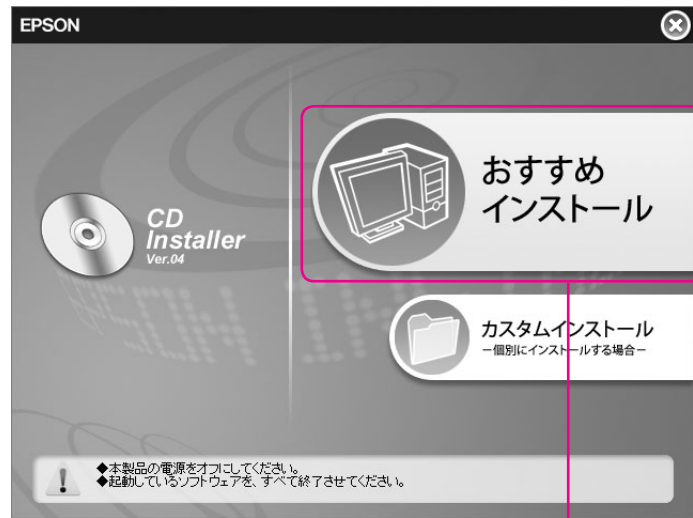 EPSON
おすすめ
インストール
CD
Installer
Ver.04
カスタムインストール
－個別にインストールする場合－
◆本製品の電源をオフにしてください。
◆起動しているソフトウェアを、すべて終了させてください。